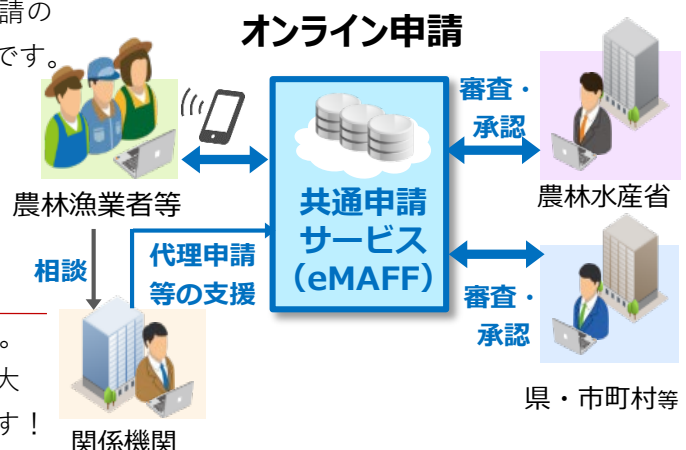 請の
です。
オンライン申請
審査・
承認
共通申請
サービス
（eMAFF）
農林漁業者等
農林水産省
相談
代理申請
等の支援
審査・
承認
。
大
す！
県・市町村等
関係機関